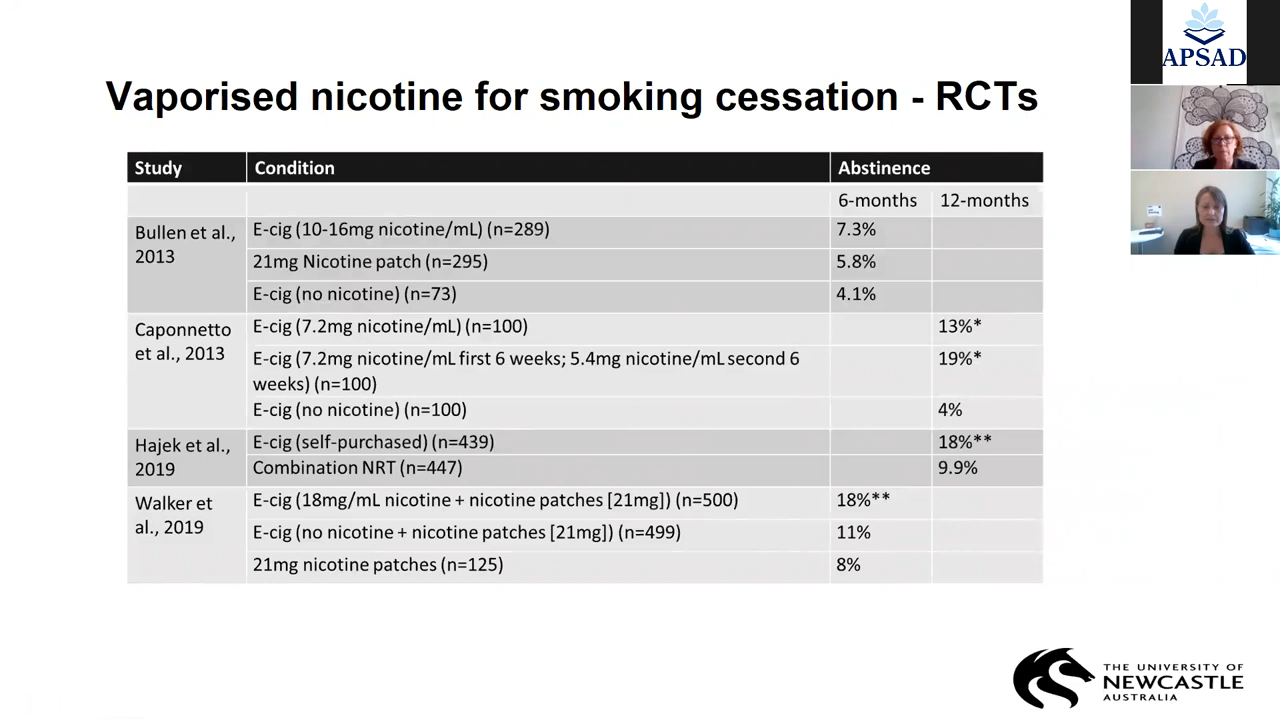 APSAD
Vaporised nicotine for smoking cessation - RCTs
Study Condition Abstinence
6-months 12-months
Bullen et al., 2013 E-cig (10-16mg nicotine/mL) (n=289) 7.3%
21mg Nicotine patch (n=295) 5.8%
E-cig (no nicotine) (n=73) 4.1%
Caponnetto et al., 2013 E-cig (7.2mg nicotine/mL) (n=100) 13%*
E-cig (7.2mg nicotine/mL first 6 weeks; 5.4mg nicotine/mL second 6
weeks) (n=100) 19%*
E-cig (no nicotine) (n=100) 4%
Hajek et al., 2019 E-cig (self-purchased) (n=439) 18%**
Combination NRT (n=447) 9.9%
Walker et al., 2019 E-cig (18mg/mL nicotine + nicotine patches [21mg]) (n=500) 18%**
E-cig (no nicotine + nicotine patches [21mg]) (n=499) 11%
21mg nicotine patches (n=125) 8%
THE UNIVERSITY OF
NEWCASTLE
AUSTRALIA